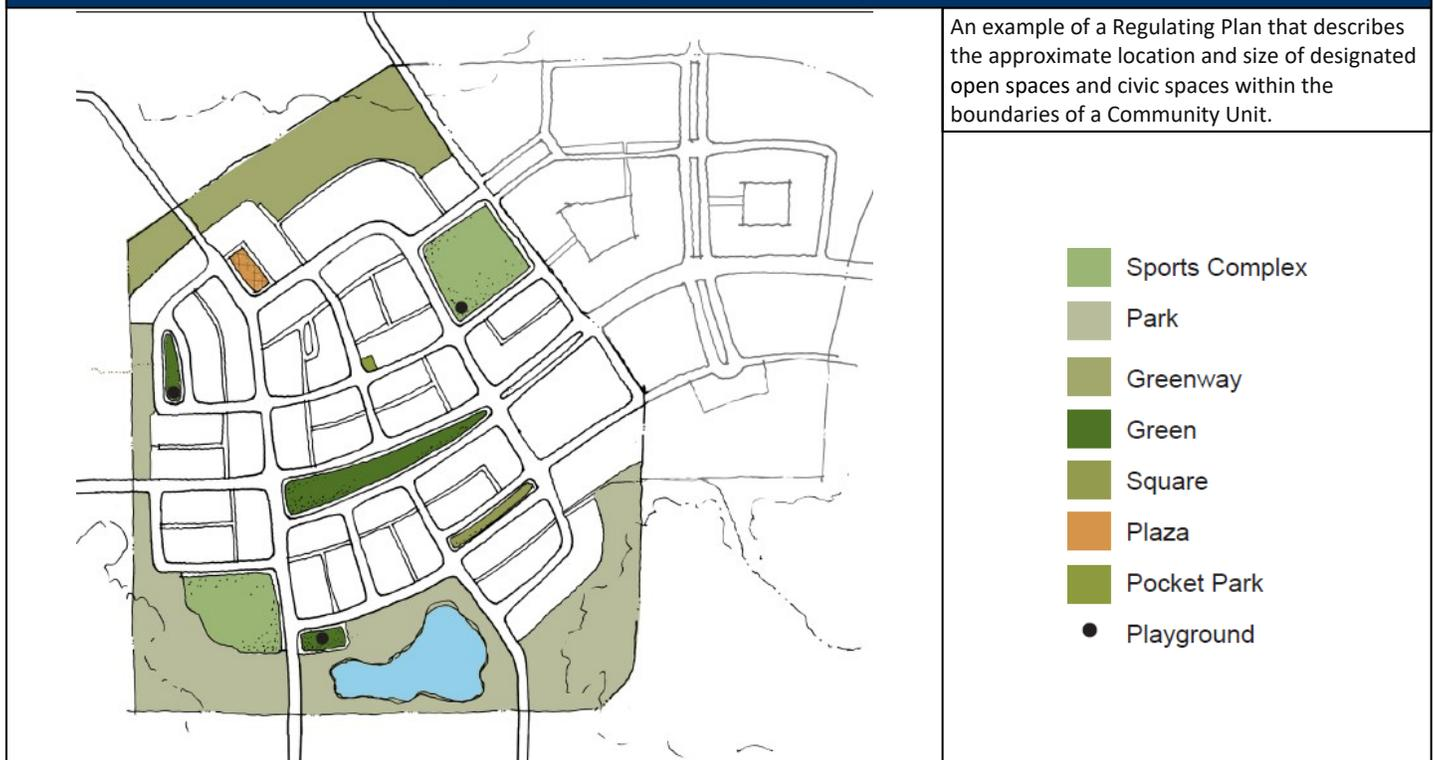 An example of a Regulating Plan that describes
the approximate location and size of designated
open spaces and civic spaces within the
boundaries of a Community Unit.
Sports Complex
Park
Greenway
Green
Square
Plaza
Pocket Park
Playground